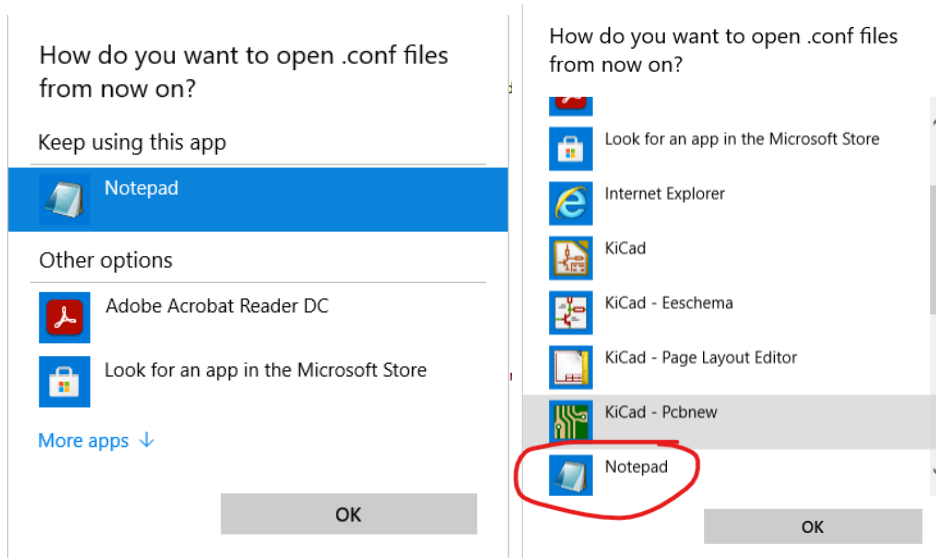 How do you want to open .conf files
from now on?
Keep using this app
Notepad
Other options
Adobe Acrobat Reader DC
Look for an app in the Microsoft Store
More apps
OK
How do you want to open .conf files
from now on?
Look for an app in the Microsoft Store
Internet Explorer
KiCad
KiCad - Eeschema
KiCad - Page Layout Editor
KiCad - Pcbnew
Notepad
OK